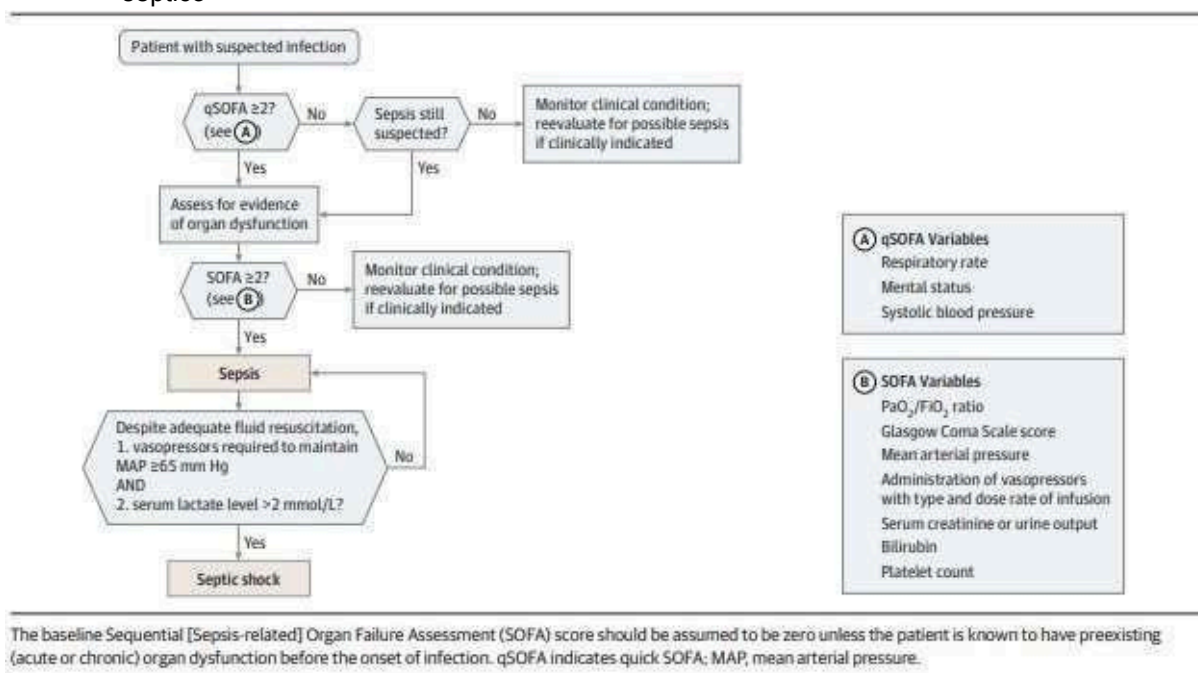 Patient with suspected infection
qSOFA ≥2?
(see Ⓐ)
No
Sepsis still
suspected?
No
Monitor clinical condition;
reevaluate for possible sepsis
if clinically indicated
Yes
Yes
Assess for evidence
of organ dysfunction
SOFA ≥2?
(see Ⓑ)
No
Monitor clinical condition;
reevaluate for possible sepsis
if clinically indicated
Yes
Sepsis
Despite adequate fluid resuscitation,
1. vasopressors required to maintain
MAP ≥65 mm Hg
AND
2. serum lactate level >2 mmol/L?
No
Yes
Septic shock
Ⓐ qSOFA Variables
Respiratory rate
Mental status
Systolic blood pressure
Ⓑ SOFA Variables
PaO₂/FiO₂ ratio
Glasgow Coma Scale score
Mean arterial pressure
Administration of vasopressors
with type and dose rate of infusion
Serum creatinine or urine output
Bilirubin
Platelet count
The baseline Sequential [Sepsis-related] Organ Failure Assessment (SOFA) score should be assumed to be zero unless the patient is known to have preexisting
(acute or chronic) organ dysfunction before the onset of infection. qSOFA indicates quick SOFA; MAP, mean arterial pressure.